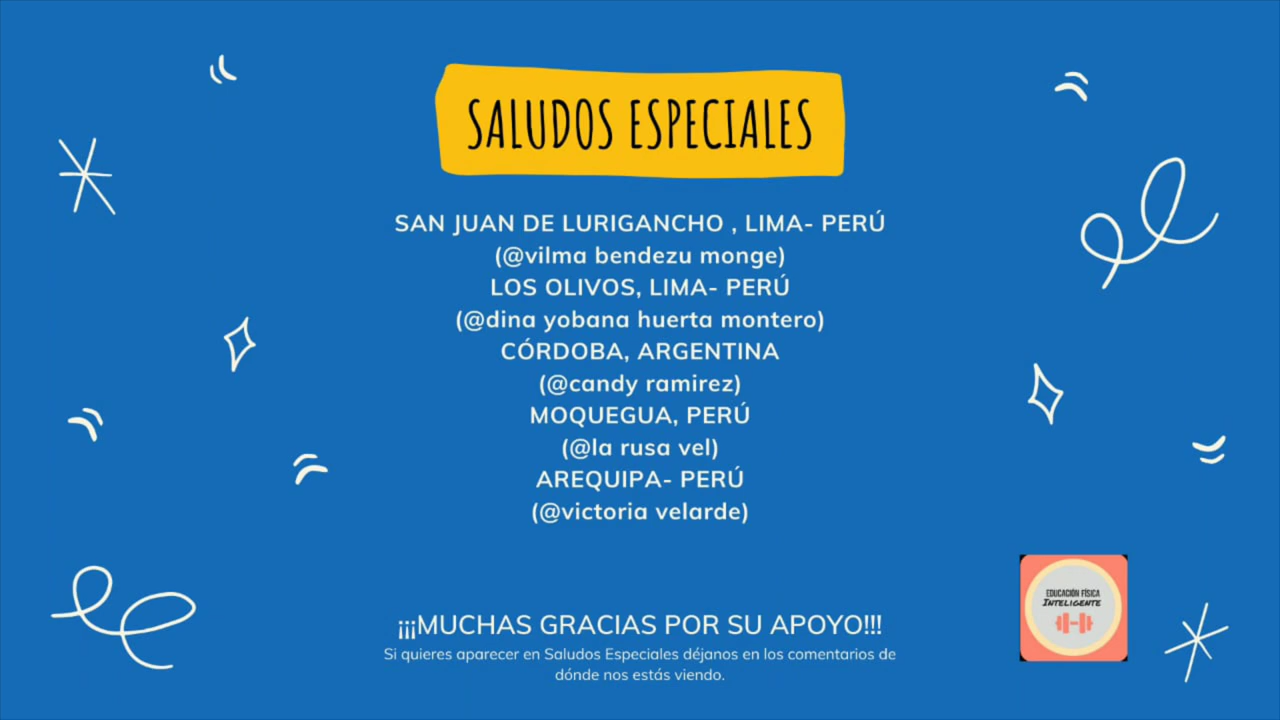 SALUDOS ESPECIALES
SAN JUAN DE LURIGANCHO , LIMA- PERÚ
(@vilma bendezu monge)
LOS OLIVOS, LIMA- PERÚ
(@dina yobana huerta montero)
CÓRDOBA, ARGENTINA
(@candy ramirez)
MOQUEGUA, PERÚ
(@la rusa vel)
AREQUIPA- PERÚ
(@victoria velarde)
EDUCACIÓN FÍSICA
INTELIGENTE
¡¡¡MUCHAS GRACIAS POR SU APOYO!!!
Si quieres aparecer en Saludos Especiales déjanos en los comentarios de
dónde nos estás viendo.